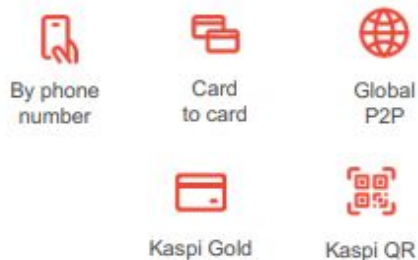 By phone
number
Card
to card
Global
P2P
Kaspi Gold
Kaspi QR